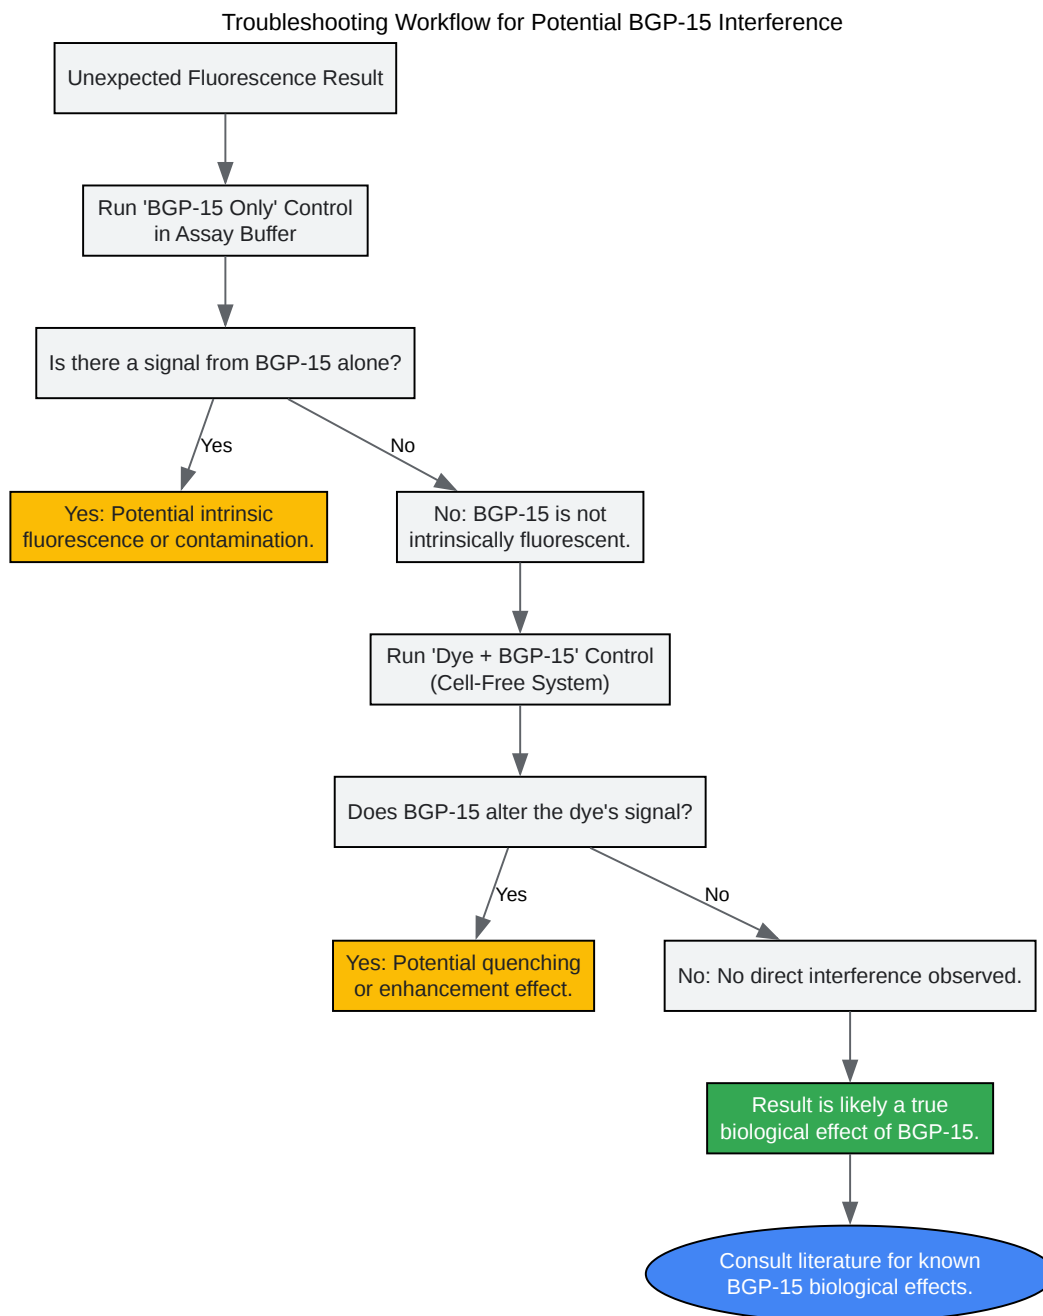 Troubleshooting Workflow for Potential BGP-15 Interference
Unexpected Fluorescence Result
Run 'BGP-15 Only' Control
in Assay Buffer
Is there a signal from BGP-15 alone?
Yes
No
Yes: Potential intrinsic
fluorescence or contamination.
No: BGP-15 is not
intrinsically fluorescent.
Run 'Dye + BGP-15' Control
(Cell-Free System)
Does BGP-15 alter the dye's signal?
Yes
No
Yes: Potential quenching
or enhancement effect.
No: No direct interference observed.
Result is likely a true
biological effect of BGP-15.
Consult literature for known
BGP-15 biological effects.